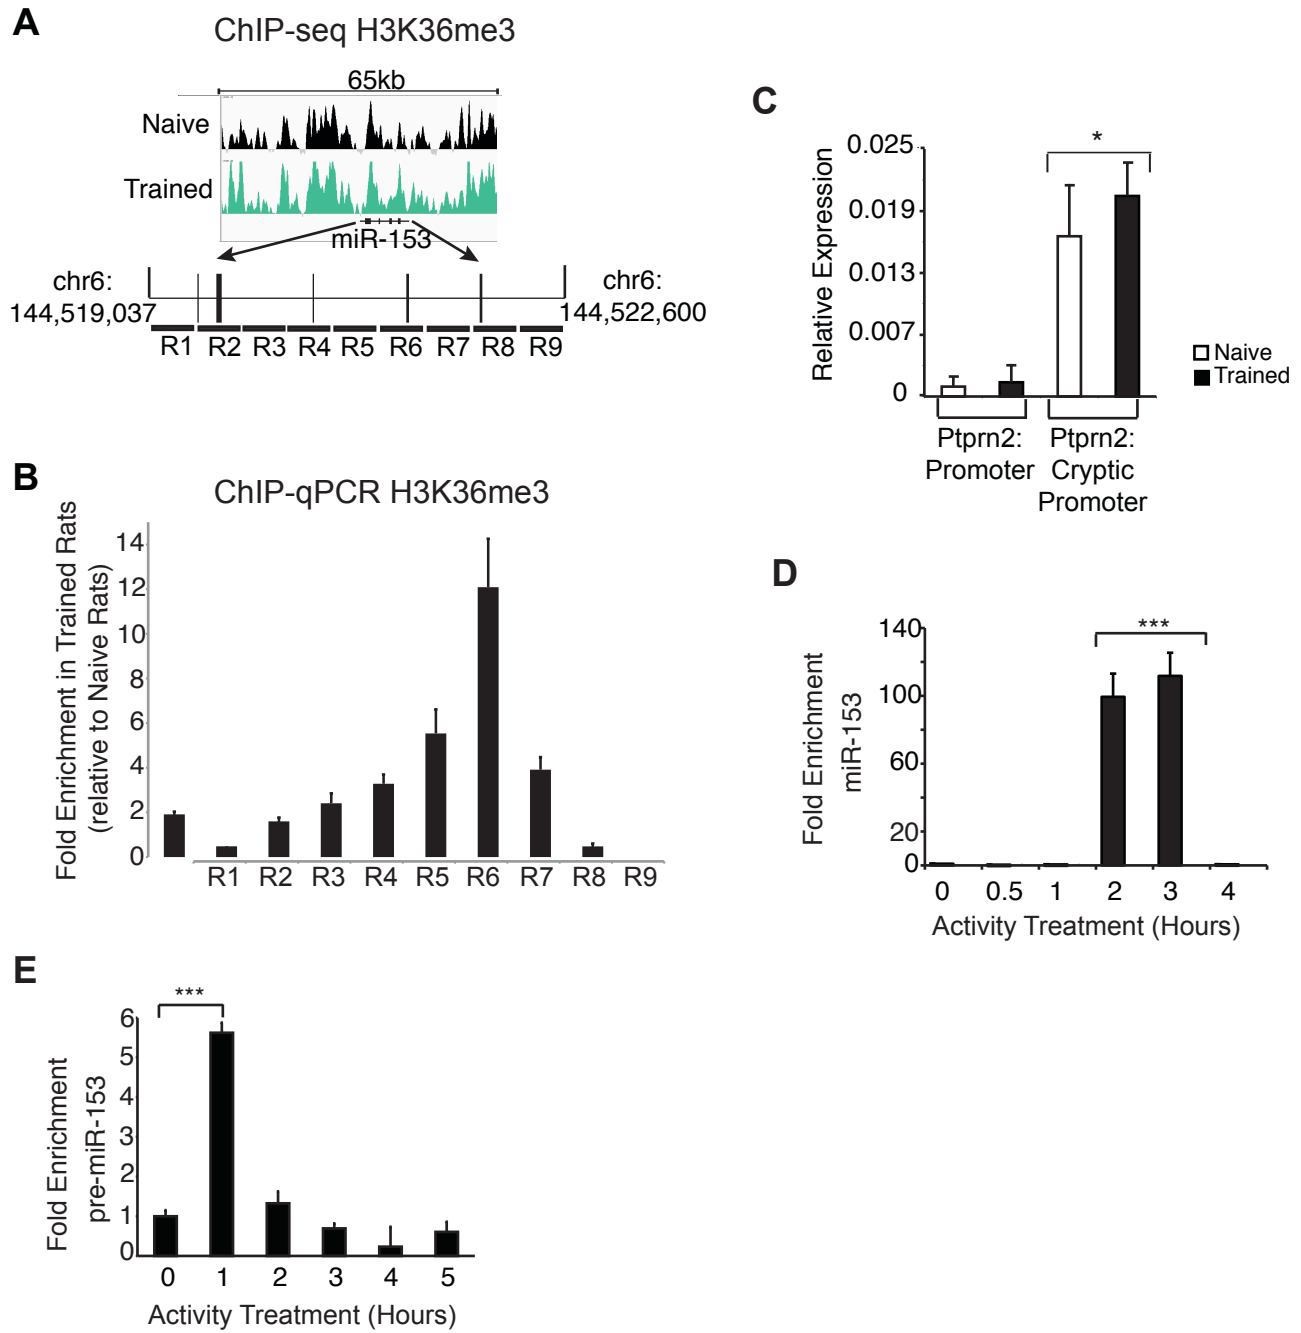 A
ChIP-seq H3K36me3
65kb
Naive
Trained
miR-153
chr6:
144,519,037
chr6:
144,522,600
R1 R2 R3 R4 R5 R6 R7 R8 R9
B
ChIP-qPCR H3K36me3
Fold Enrichment in Trained Rats
(relative to Naive Rats)
14
12
10
8
6
4
2
0
R1 R2 R3 R4 R5 R6 R7 R8 R9
C
Relative Expression
0.025
0.019
0.013
0.007
0
*
Naive
Trained
Ptprn2:
Promoter
Ptprn2:
Cryptic
Promoter
D
Fold Enrichment
miR-153
140
100
60
20
0
***
0 0.5 1 2 3 4
Activity Treatment (Hours)
E
Fold Enrichment
pre-miR-153
6
5
4
3
2
1
0
***
0 1 2 3 4 5
Activity Treatment (Hours)